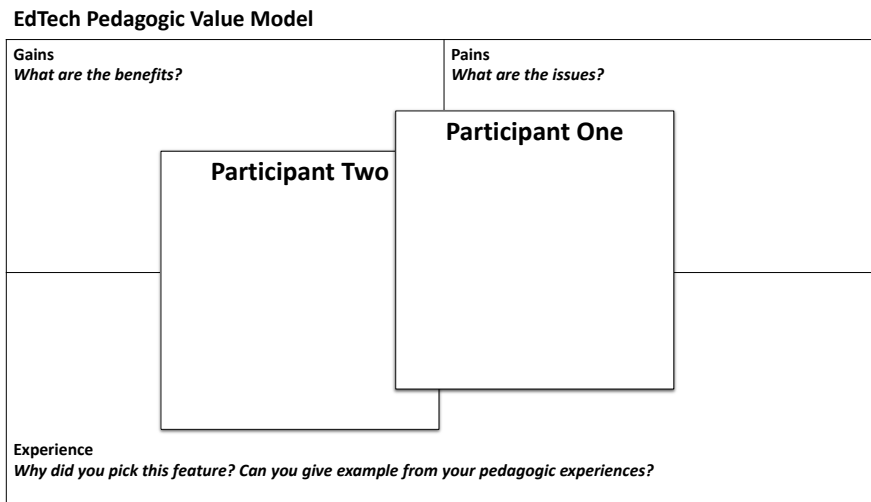 EdTech Pedagogic Value Model
Gains
What are the benefits?
Pains
What are the issues?
Participant One
Participant Two
Experience
Why did you pick this feature? Can you give example from your pedagogic experiences?